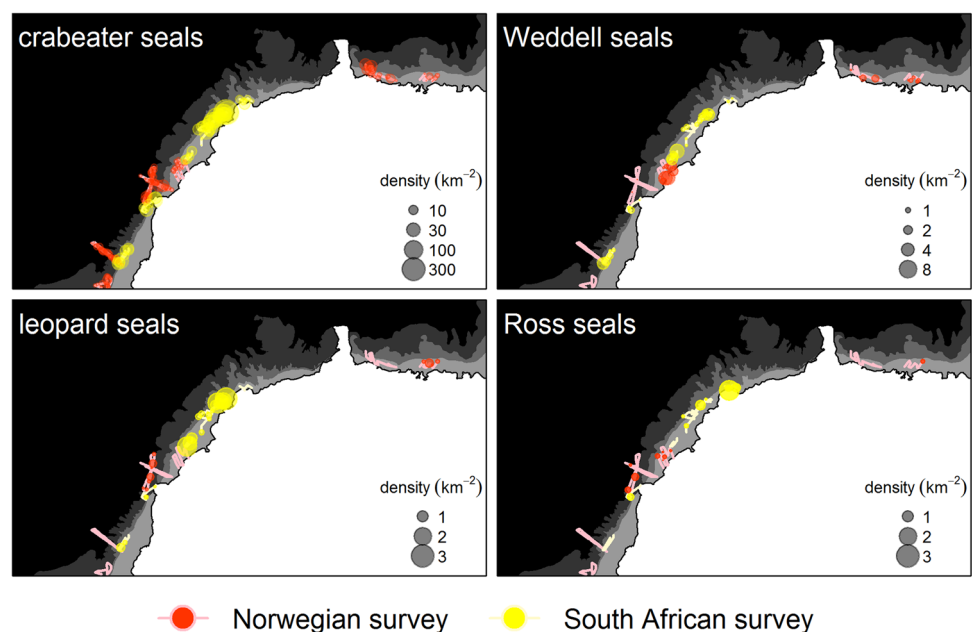 crabeater seals
density (km⁻²)
10
30
100
300
Weddell seals
density (km⁻²)
1
2
4
8
leopard seals
density (km⁻²)
1
2
3
Ross seals
density (km⁻²)
1
2
3
Norwegian survey
South African survey